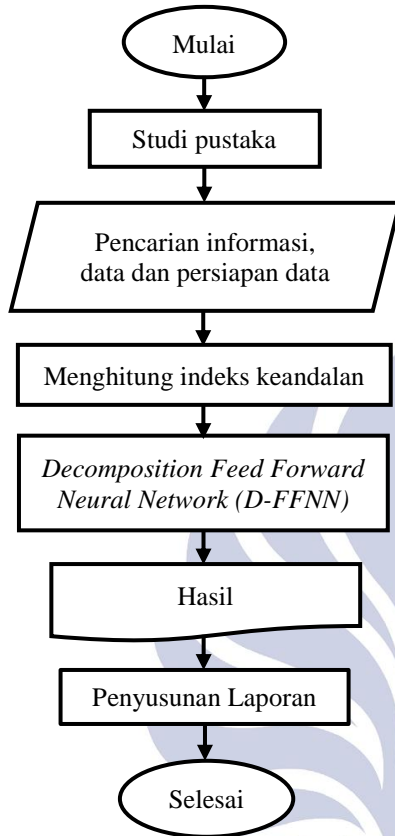 Mulai
Studi pustaka
Pencarian informasi,
data dan persiapan data
Menghitung indeks keandalan
Decomposition Feed Forward
Neural Network (D-FFNN)
Hasil
Penyusunan Laporan
Selesai